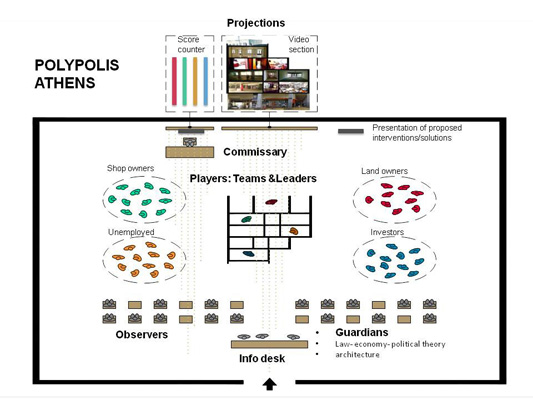 Projections
Score
counter
Video
section
POLYPOLIS
ATHENS
Presentation of proposed
interventions/solutions
Commissary
Shop owners
Players: Teams &Leaders
Land owners
Unemployed
Investors
Observers
• Guardians
• Law-economy-political theory
• architecture
Info desk